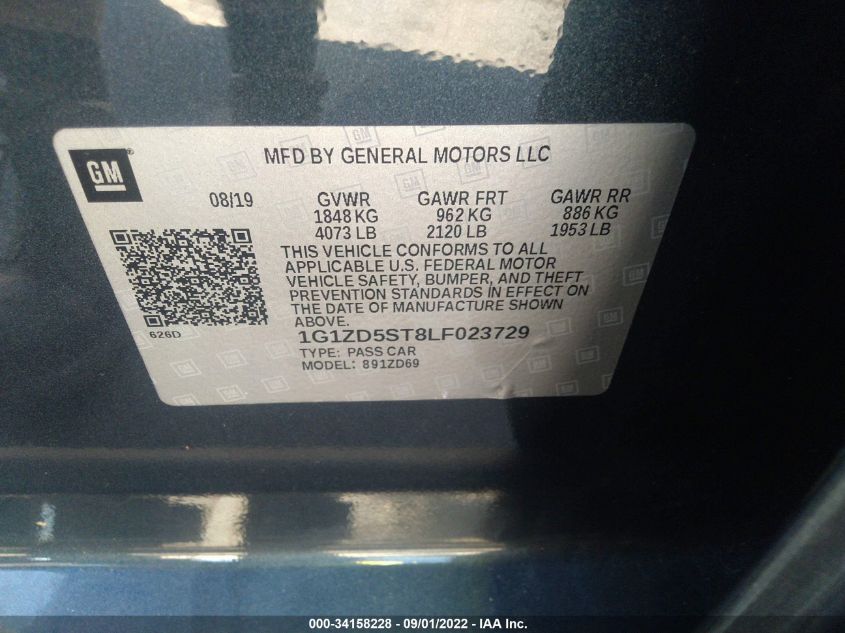 GM
MFD BY GENERAL MOTORS LLC
08/19 GVWR GAWR FRT GAWR RR
1848 KG 962 KG 886 KG
4073 LB 2120 LB 1953 LB
THIS VEHICLE CONFORMS TO ALL
APPLICABLE U.S. FEDERAL MOTOR
VEHICLE SAFETY, BUMPER, AND THEFT
PREVENTION STANDARDS IN EFFECT ON
THE DATE OF MANUFACTURE SHOWN
ABOVE.
626D
1G1ZD5ST8LF023729
TYPE: PASS CAR
MODEL: 891ZD69
000-34158228 - 09/01/2022 - IAA Inc.